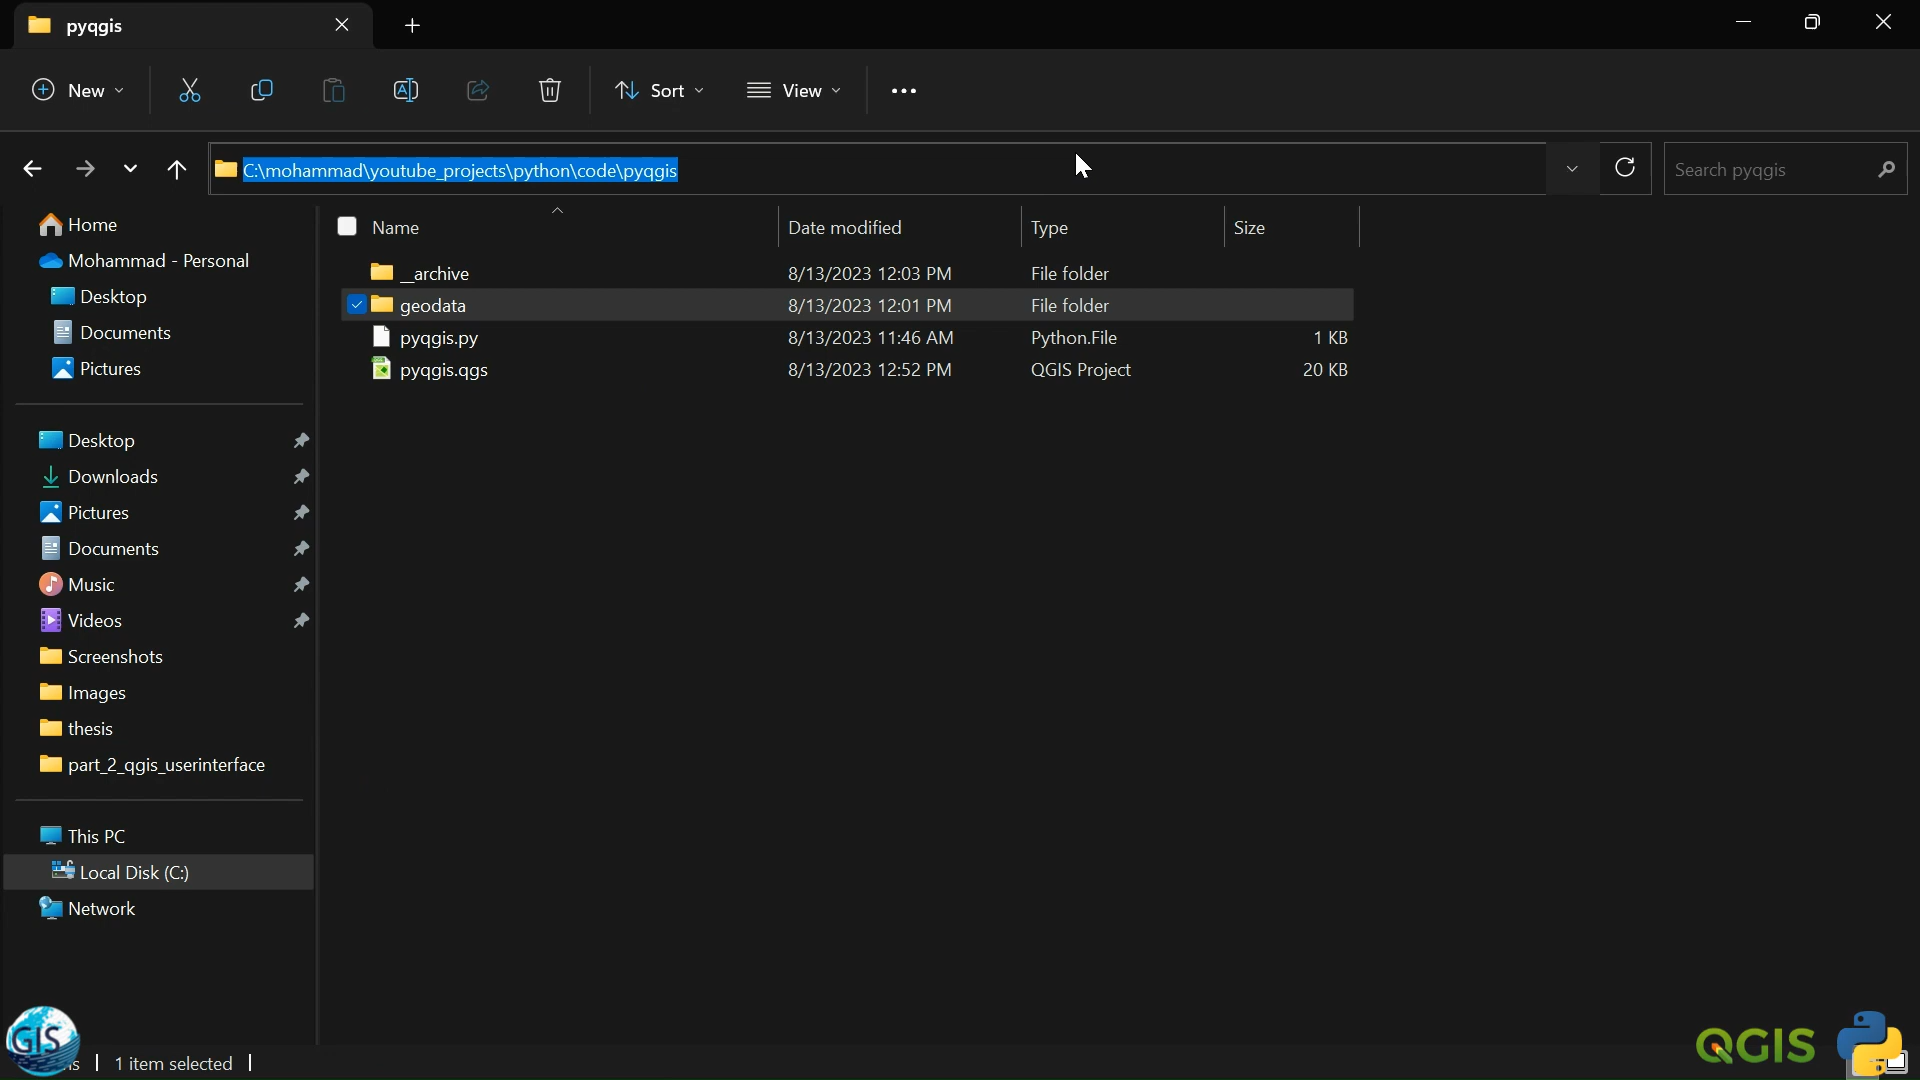 pyqgis
New
Sort
View
C:\mohammad\youtube_projects\python\code\pyqgis
Search pyqgis
Home
Mohammad - Personal
Desktop
Documents
Pictures
Desktop
Downloads
Pictures
Documents
Music
Videos
Screenshots
Images
thesis
part_2_qgis_userinterface
This PC
Local Disk (C:)
Network
Name Date modified Type Size
__archive 8/13/2023 12:03 PM File folder
geodata 8/13/2023 12:01 PM File folder
pyqgis.py 8/13/2023 11:46 AM Python.File 1 KB
pyqgis.qgs 8/13/2023 12:52 PM QGIS Project 20 KB
GIS
1 item selected
QGIS